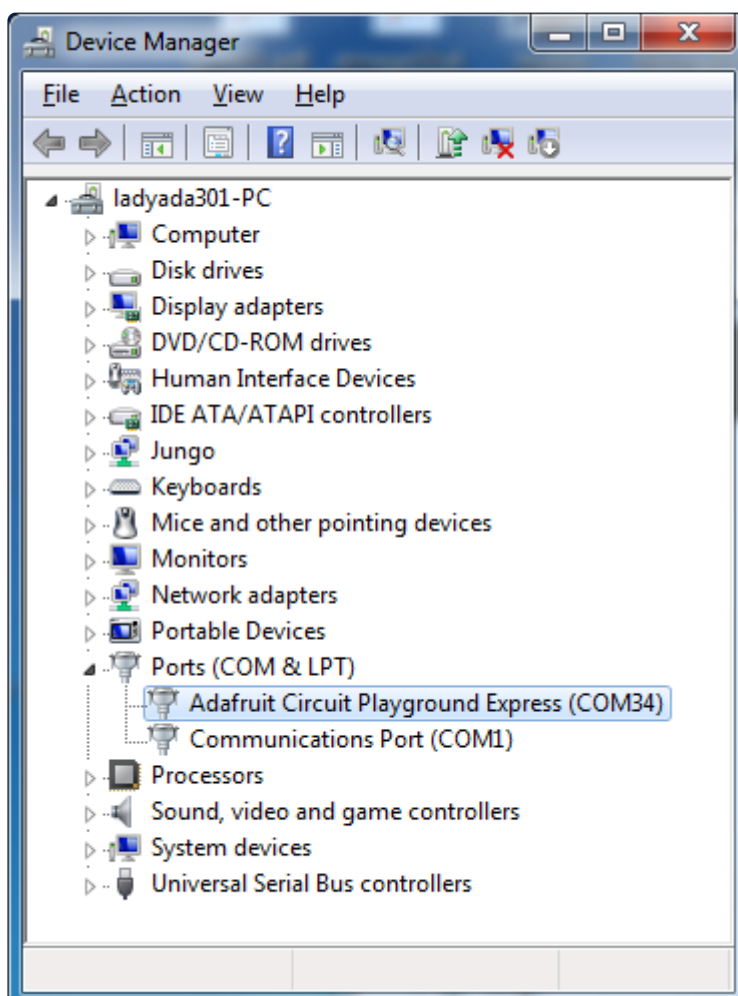 Device Manager
File Action View Help
ladyada301-PC
Computer
Disk drives
Display adapters
DVD/CD-ROM drives
Human Interface Devices
IDE ATA/ATAPI controllers
Jungo
Keyboards
Mice and other pointing devices
Monitors
Network adapters
Portable Devices
Ports (COM & LPT)
Adafruit Circuit Playground Express (COM34)
Communications Port (COM1)
Processors
Sound, video and game controllers
System devices
Universal Serial Bus controllers